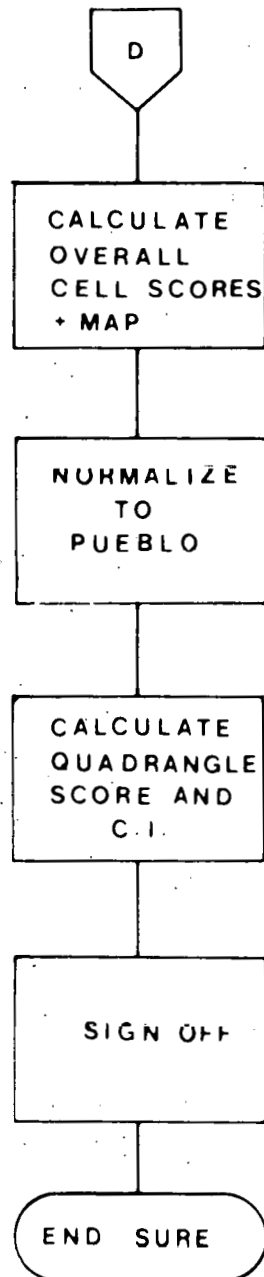 D
CALCULATE
OVERALL
CELL SCORES
+ MAP
NORMALIZE
TO
PUEBLO
CALCULATE
QUADRANGLE
SCORE AND
C.I.
SIGN OFF
END SURE